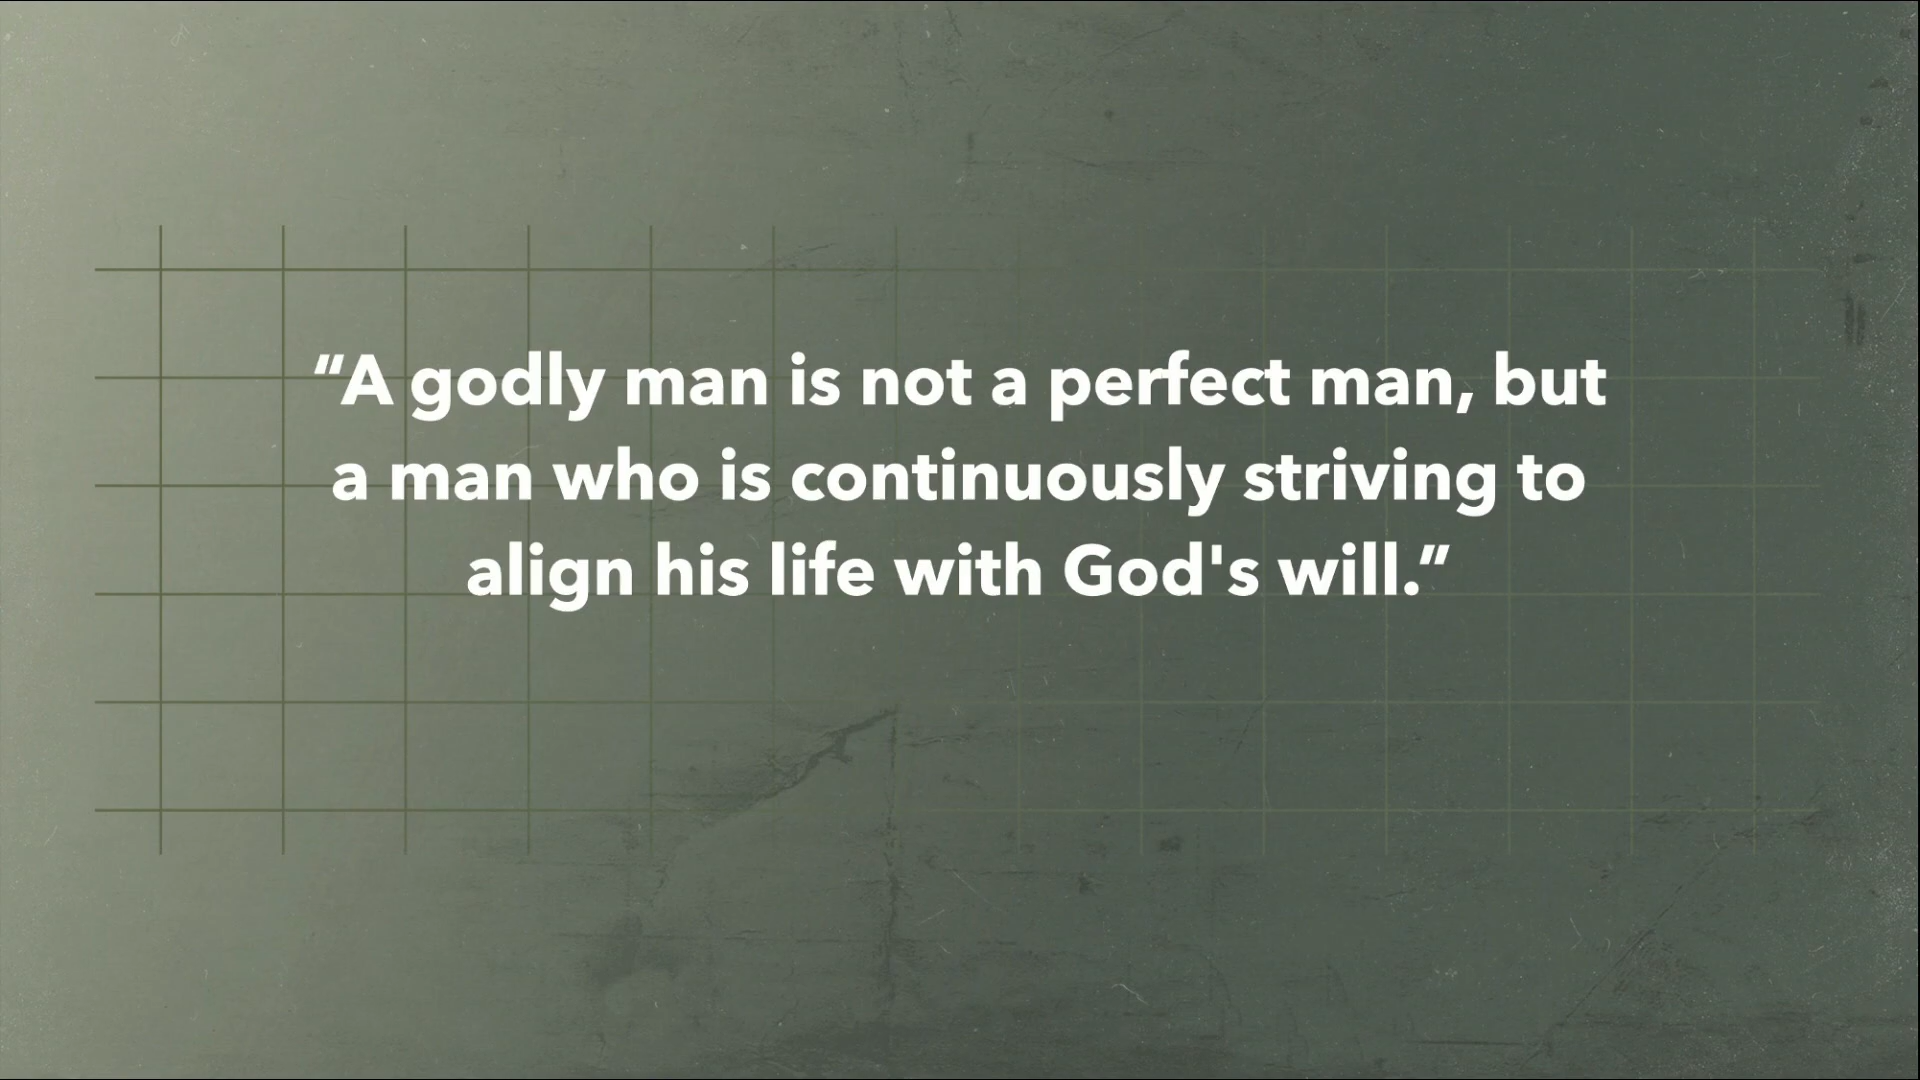 “A godly man is not a perfect man, but
a man who is continuously striving to
align his life with God's will.”